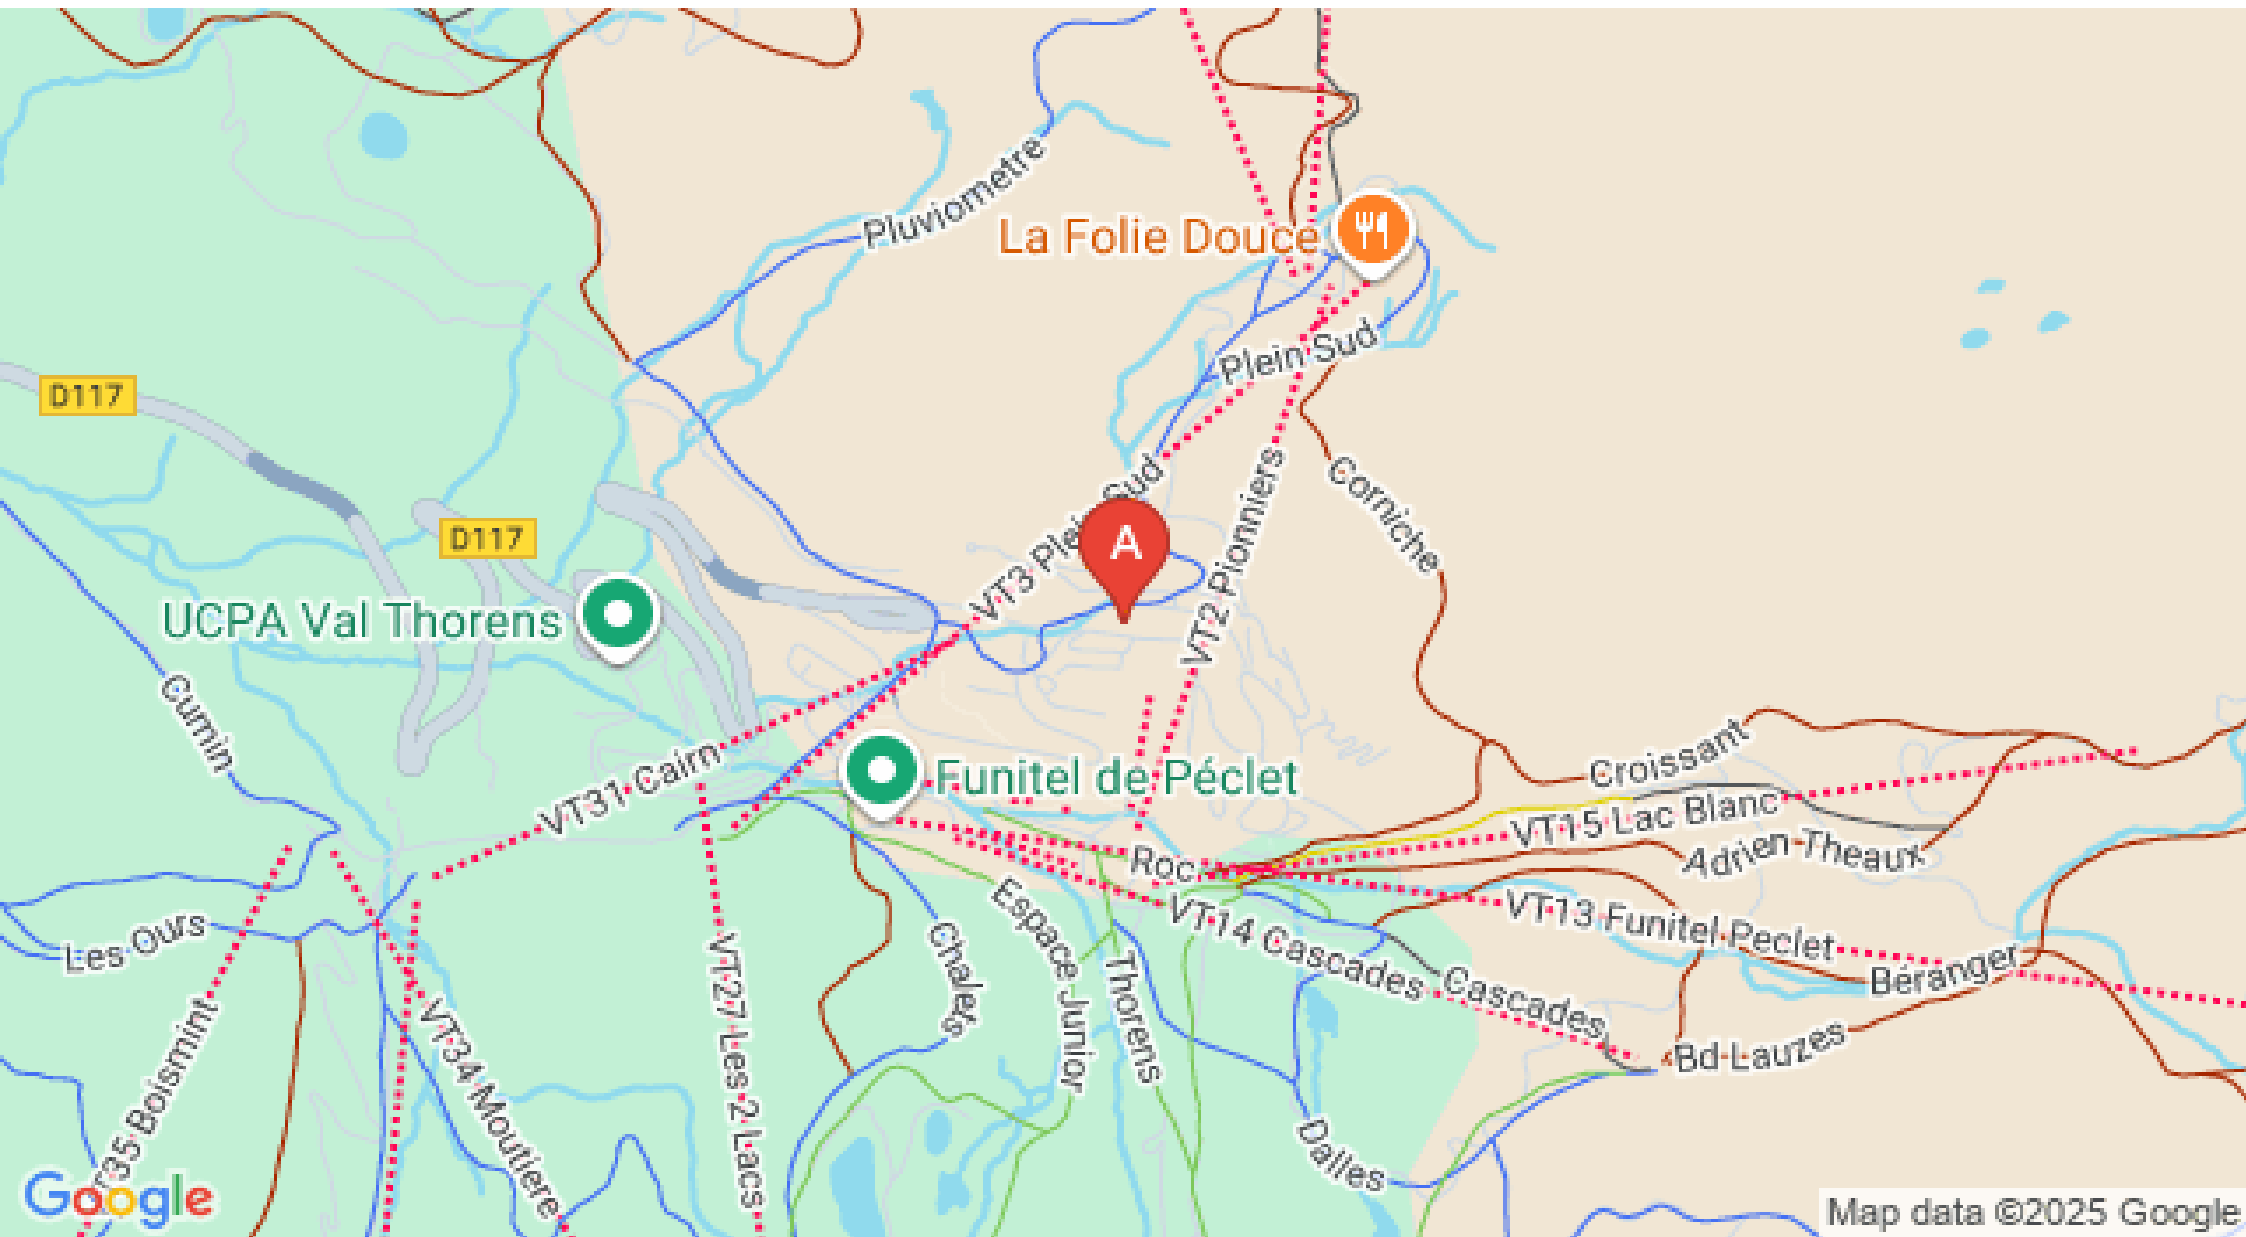 Pluviometre
La Folie Douce
Plein Sud
D117
D117
VT3 Plein Sud
A
VT2 Pionniers
Corniche
UCPA Val Thorens
Cumin
VT31 Cairn
Funitel de Péclet
Croissant
VT15 Lac Blanc
Adrien Theaux
Roc
VT13 Funitel Peclet
VT14 Cascades
Cascades
Béranger
Bd Lauzes
Les Ours
Espace Junior
Chalets
Thorens
VT27 Les 2 Lacs
VT34 Moutiere
T35 Boismint
Dalles
Google
Map data ©2025 Google